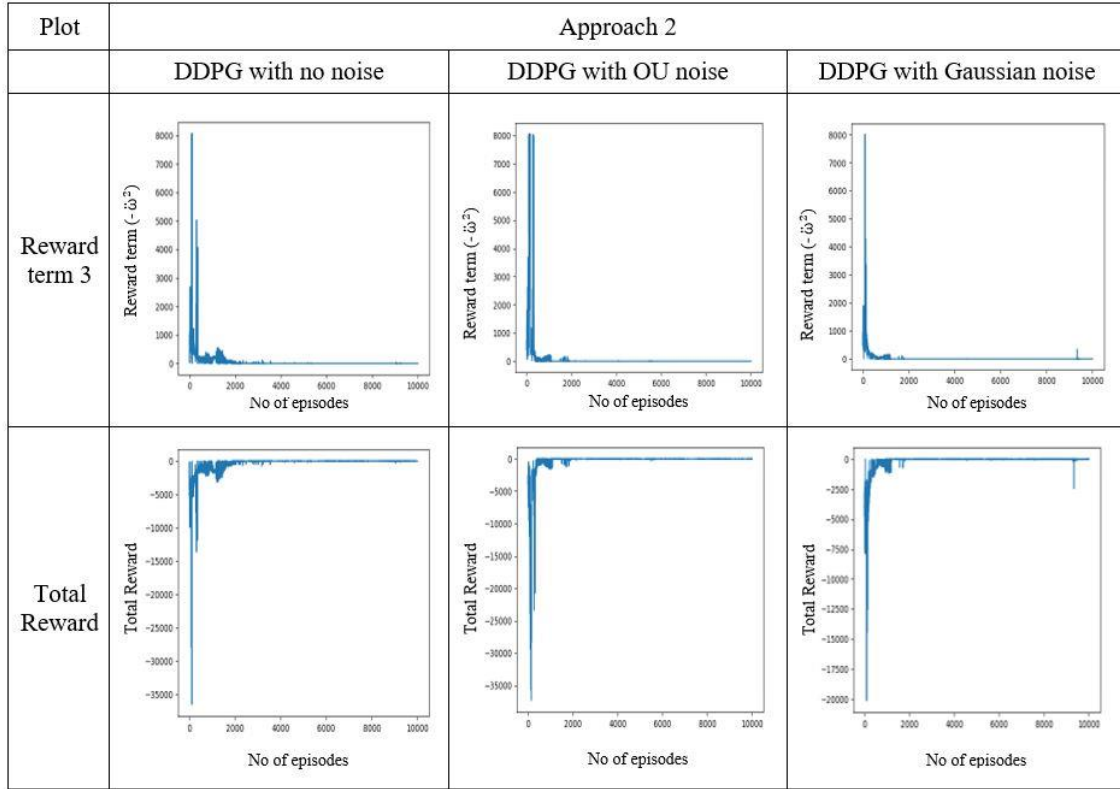 Plot
Approach 2
DDPG with no noise
DDPG with OU noise
DDPG with Gaussian noise
Reward
term 3
Reward term (- ω̈²)
8000
7000
6000
5000
4000
3000
2000
1000
0
0 2000 4000 6000 8000 10000
No of episodes
Reward term (- ω̈²)
8000
7000
6000
5000
4000
3000
2000
1000
0
0 2000 4000 6000 8000 10000
No of episodes
Reward term (- ω̈²)
8000
7000
6000
5000
4000
3000
2000
1000
0
0 2000 4000 6000 8000 10000
No of episodes
Total
Reward
Total Reward
0
−5000
−10000
−15000
−20000
−25000
−30000
−35000
0 2000 4000 6000 8000 10000
No of episodes
Total Reward
0
−5000
−10000
−15000
−20000
−25000
−30000
−35000
0 2000 4000 6000 8000 10000
No of episodes
Total Reward
0
−2500
−5000
−7500
−10000
−12500
−15000
−17500
−20000
0 2000 4000 6000 8000 10000
No of episodes